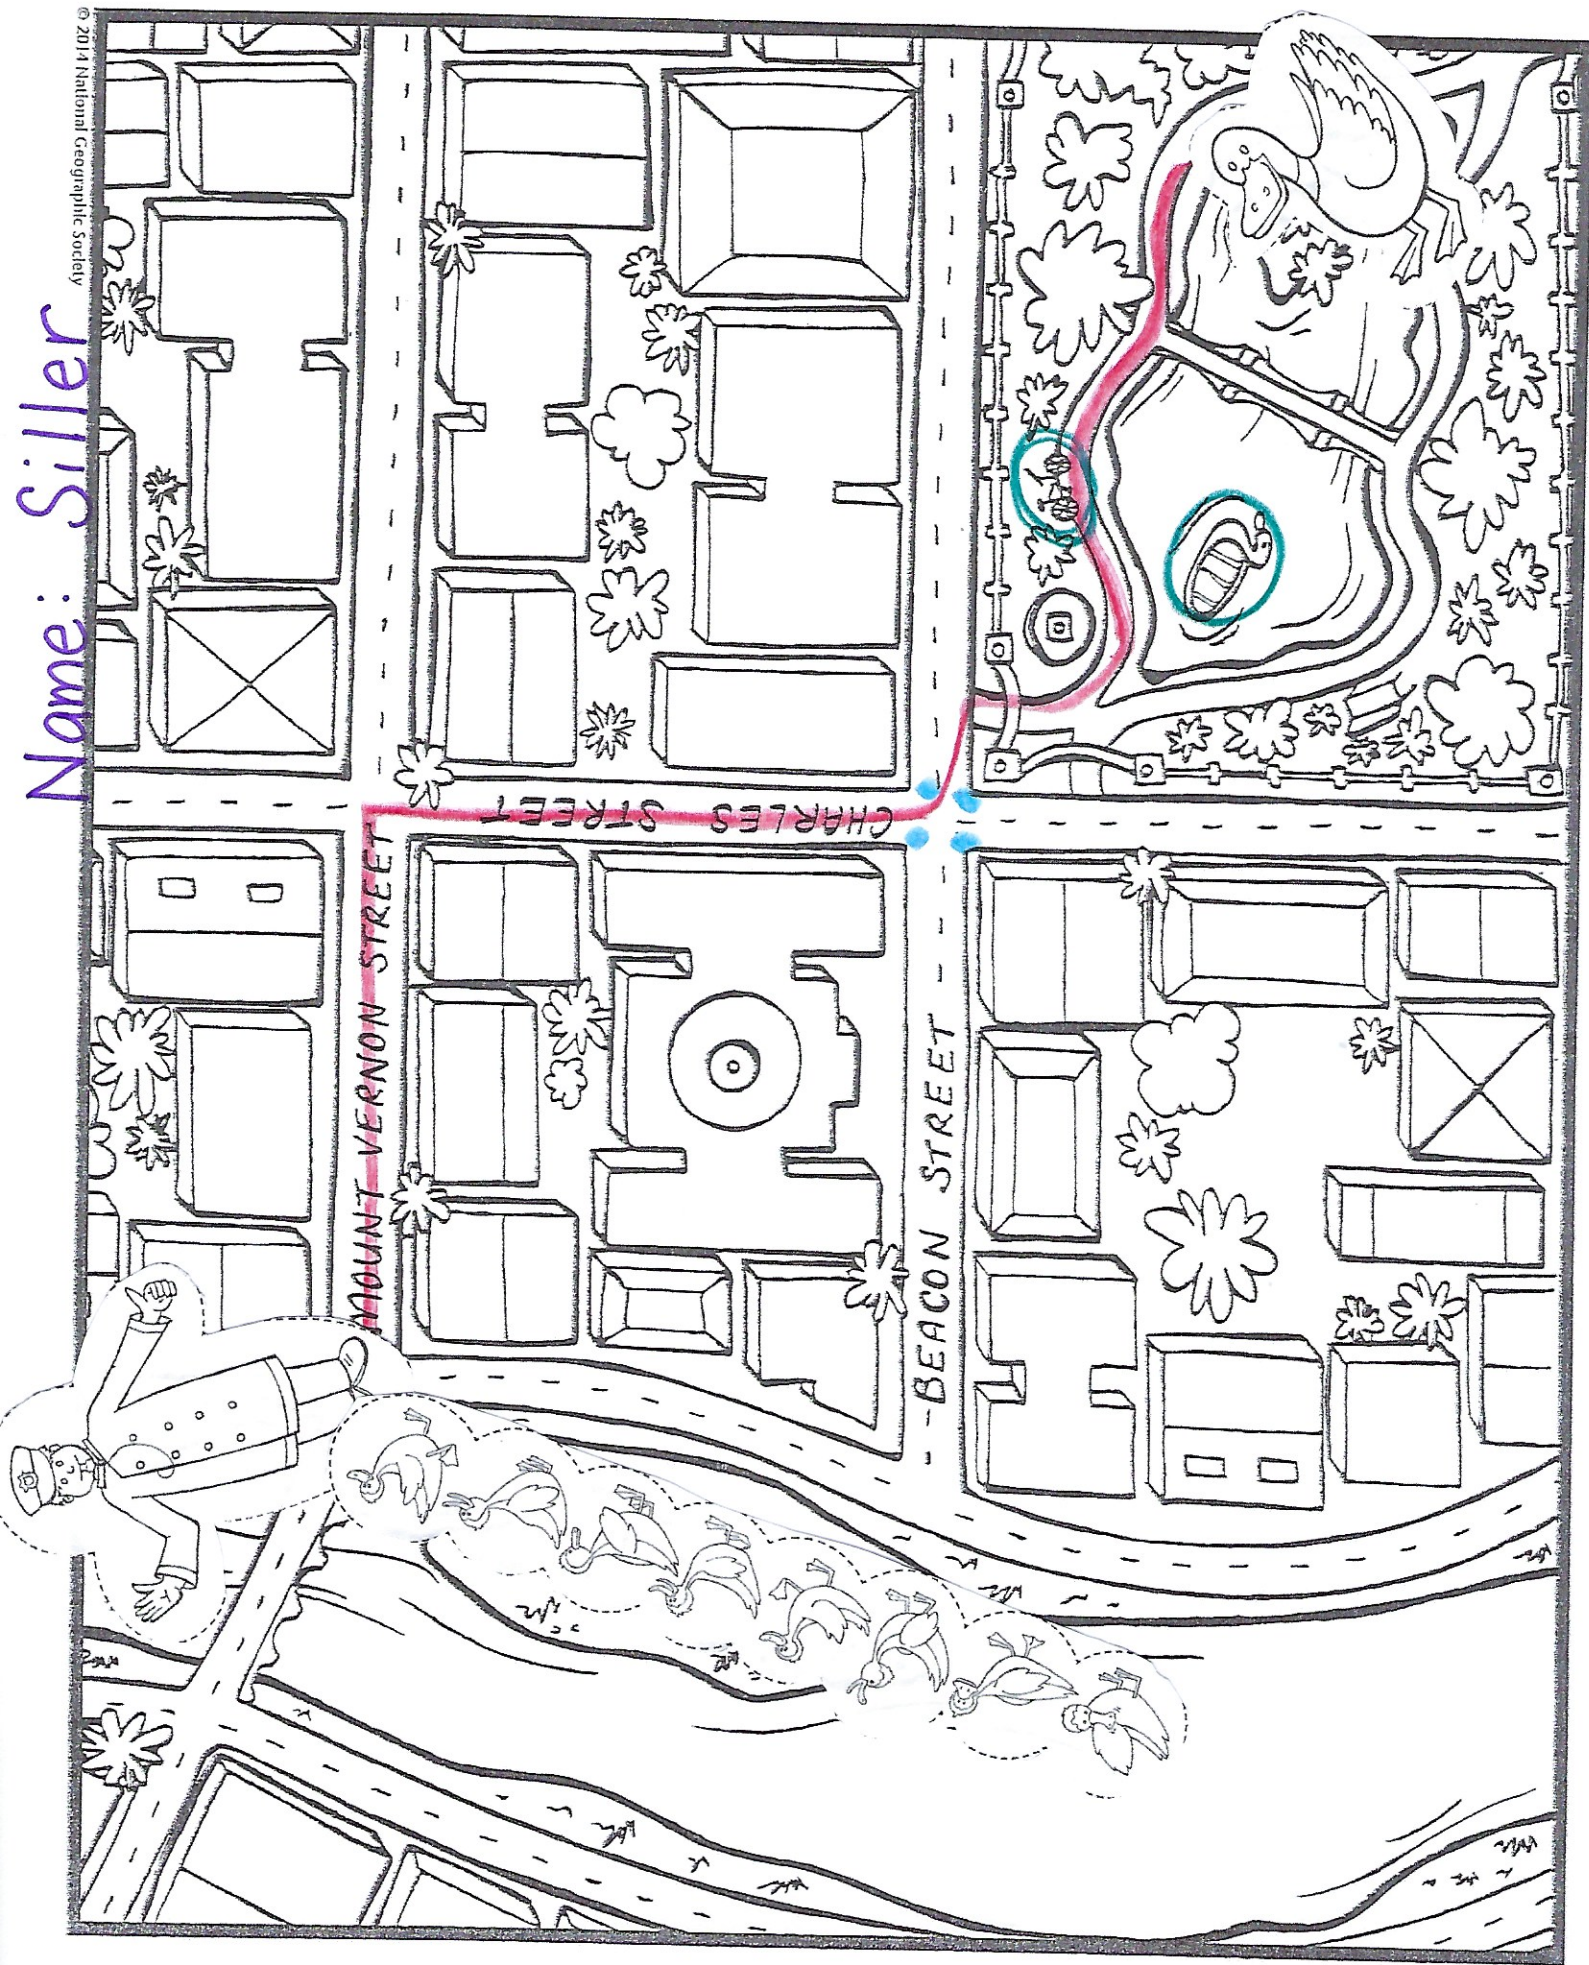 © 2014 National Geographic Society
Name: Siller
CHARLES STREET
MOUNT VERNON STREET
BEACON STREET